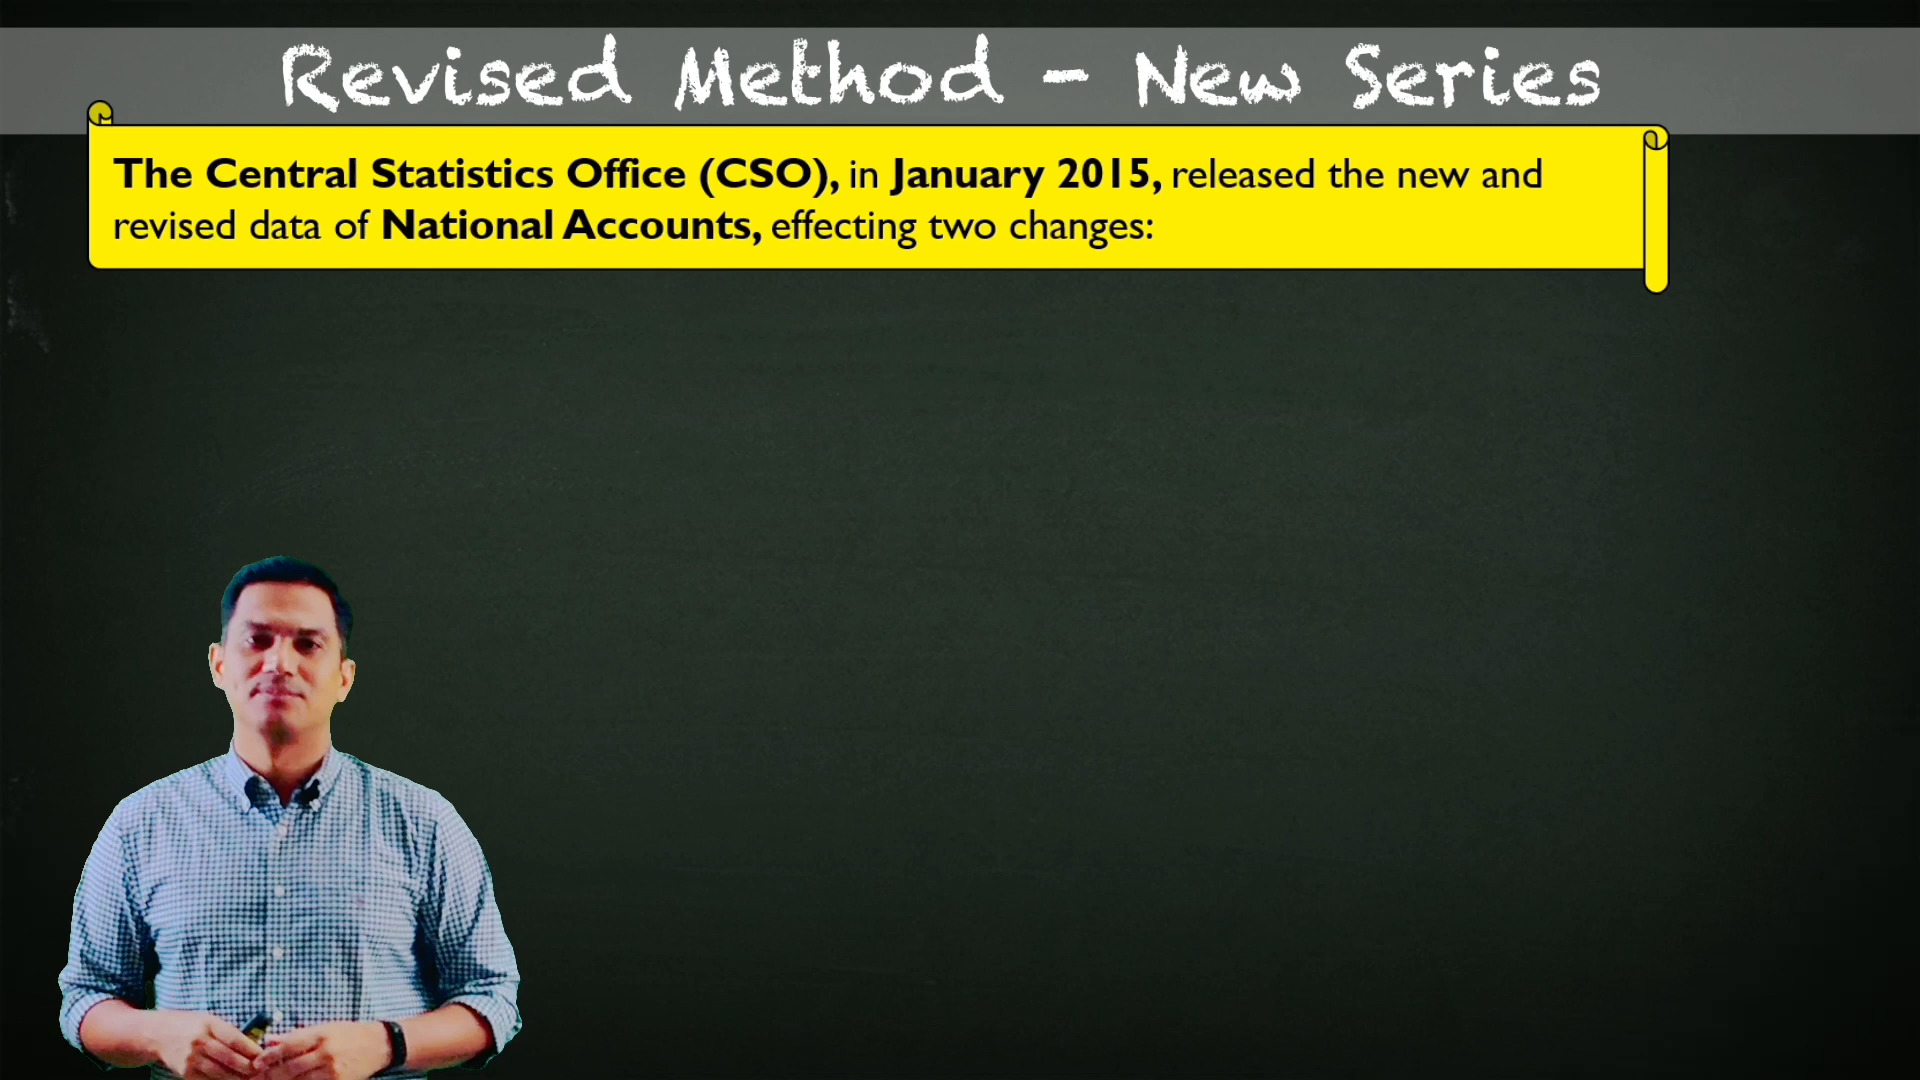 Revised Method - New Series
The Central Statistics Office (CSO), in January 2015, released the new and
revised data of National Accounts, effecting two changes: